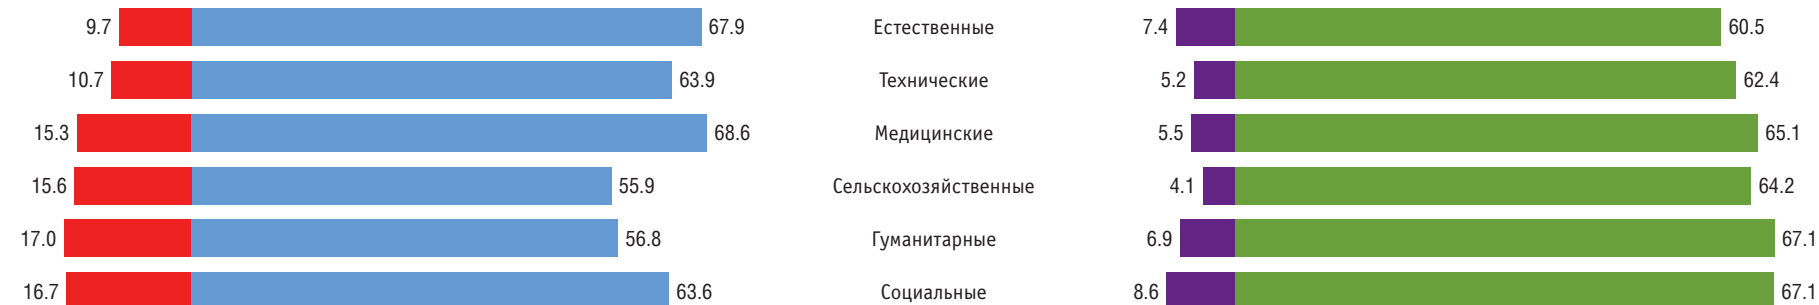 9.7 67.9 Естественные 7.4 60.5
10.7 63.9 Технические 5.2 62.4
15.3 68.6 Медицинские 5.5 65.1
15.6 55.9 Сельскохозяйственные 4.1 64.2
17.0 56.8 Гуманитарные 6.9 67.1
16.7 63.6 Социальные 8.6 67.1